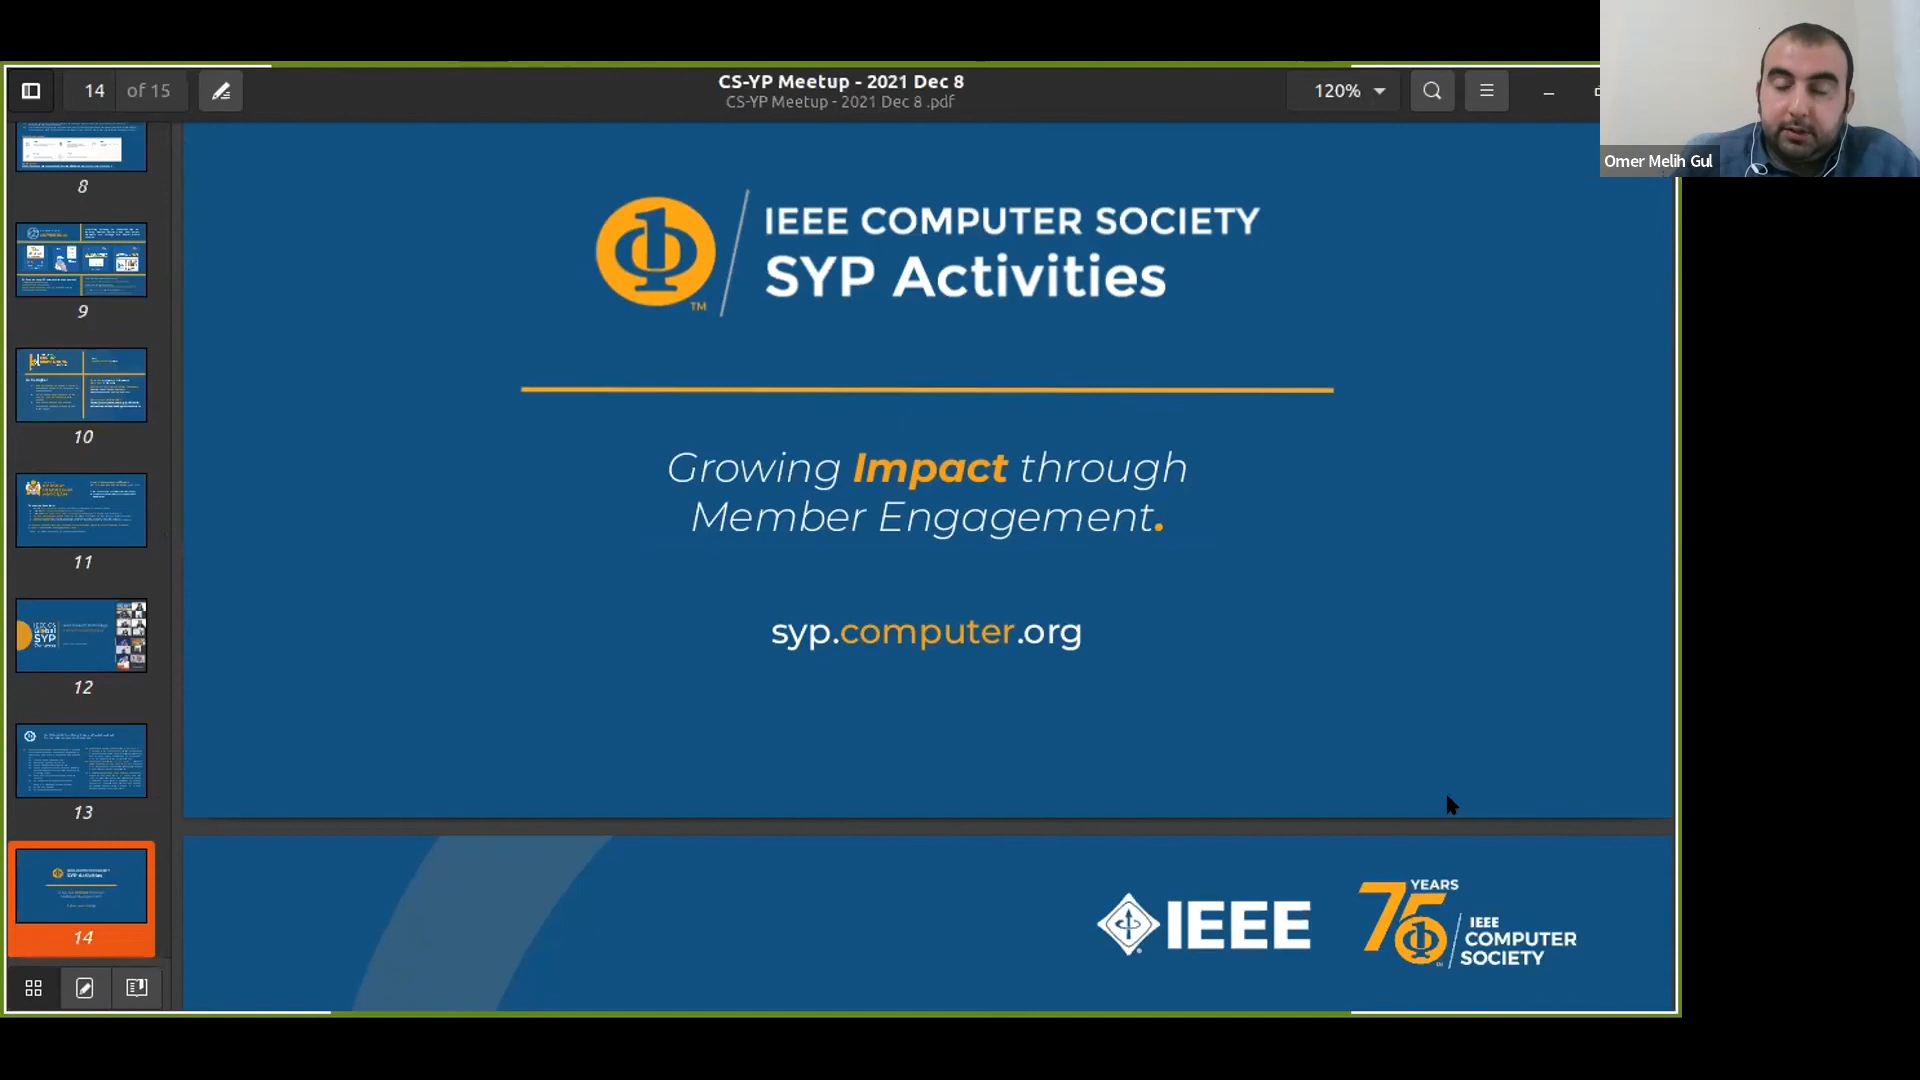 14 of 15
CS-YP Meetup - 2021 Dec 8
CS-YP Meetup - 2021 Dec 8 .pdf
120%
Omer Melih Gul
8
9
10
11
12
13
14
IEEE COMPUTER SOCIETY
SYP Activities
TM
Growing Impact through
Member Engagement.
syp.computer.org
IEEE
75 YEARS
IEEE
COMPUTER
SOCIETY